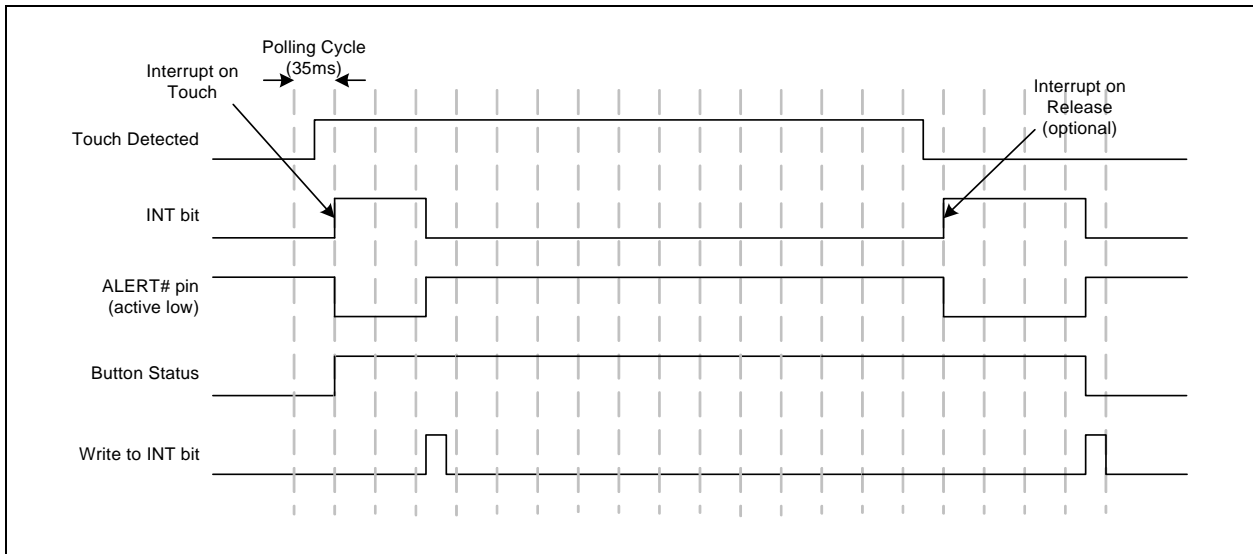 Polling Cycle
(35ms)
Interrupt on
Touch
Interrupt on
Release
(optional)
Touch Detected
INT bit
ALERT# pin
(active low)
Button Status
Write to INT bit